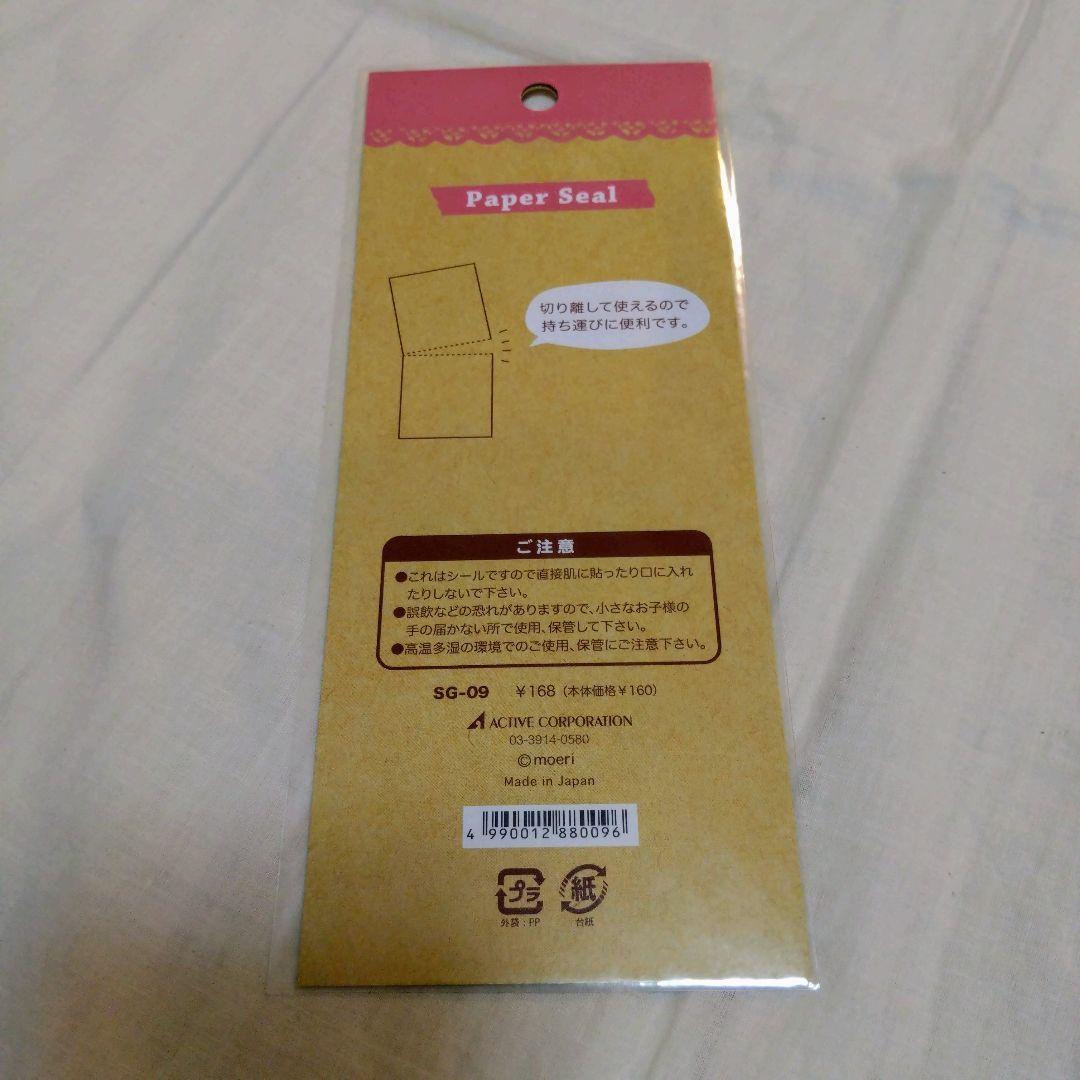 Paper Seal
切り離して使えるので
持ち運びに便利です。
ご注意
●これはシールですので直接肌に貼ったり口に入れ
たりしないで下さい。
●誤飲などの恐れがありますので、小さなお子様の
手の届かない所で使用、保管して下さい。
●高温多湿の環境でのご使用、保管にご注意下さい。
SG-09 ¥168（本体価格¥160）
ACTIVE CORPORATION
03-3914-0580
©moeri
Made in Japan
4 990012 880096
プラ 紙
外袋：PP 台紙